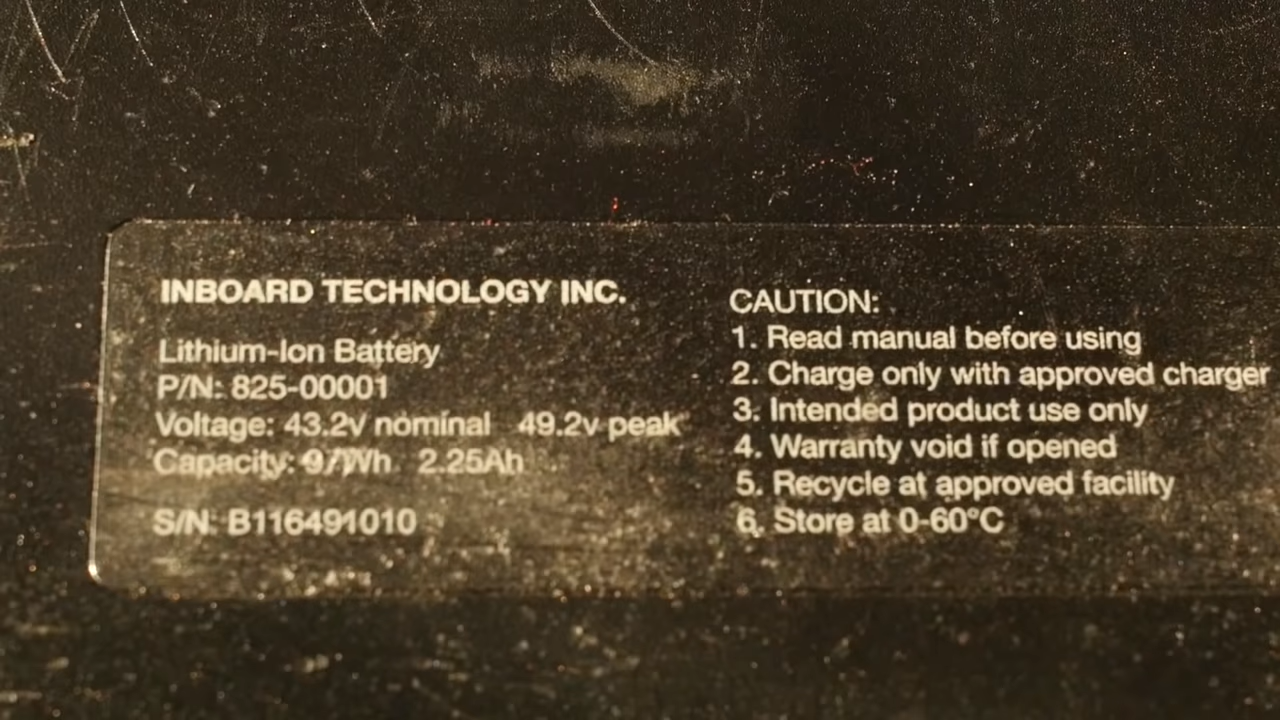 INBOARD TECHNOLOGY INC.
Lithium-Ion Battery
P/N: 825-00001
Voltage: 43.2v nominal 49.2v peak
Capacity: 97Wh 2.25Ah
S/N: B116491010
CAUTION:
1. Read manual before using
2. Charge only with approved charger
3. Intended product use only
4. Warranty void if opened
5. Recycle at approved facility
6. Store at 0-60°C